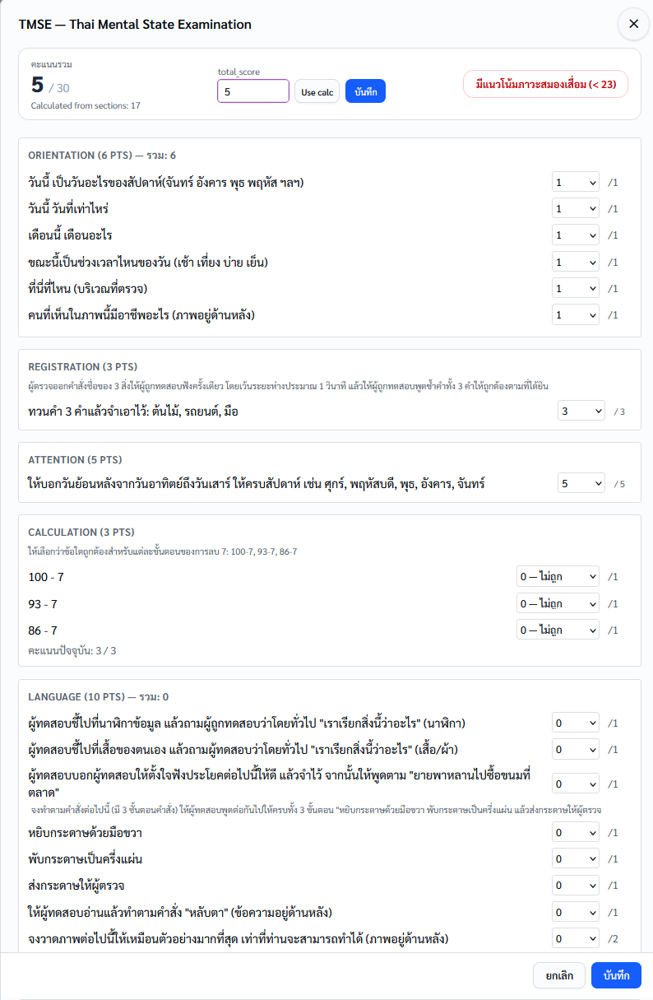 TMSE — Thai Mental State Examination
คะแนนรวม
5 / 30
Calculated from sections: 17
total_score
5
Use calc
บันทึก
มีแนวโน้มภาวะสมองเสื่อม (< 23)
ORIENTATION (6 PTS) — รวม: 6
วันนี้ เป็นวันอะไรของสัปดาห์(จันทร์ อังคาร พุธ พฤหัส ฯลฯ) 1 /1
วันนี้ วันที่เท่าไหร่ 1 /1
เดือนนี้ เดือนอะไร 1 /1
ขณะนี้เป็นช่วงเวลาไหนของวัน (เช้า เที่ยง บ่าย เย็น) 1 /1
ที่นี่ที่ไหน (บริเวณที่ตรวจ) 1 /1
คนที่เห็นในภาพนี้มีอาชีพอะไร (ภาพอยู่ด้านหลัง) 1 /1
REGISTRATION (3 PTS)
ผู้ตรวจออกคำสั่งชื่อของ 3 สิ่งให้ผู้ถูกทดสอบฟังครั้งเดียว โดยเว้นระยะห่างประมาณ 1 วินาที แล้วให้ผู้ถูกทดสอบพูดซ้ำคำทั้ง 3 คำให้ถูกต้องตามที่ได้ยิน
ทวนคำ 3 คำแล้วจำเอาไว้: ต้นไม้, รถยนต์, มือ 3 / 3
ATTENTION (5 PTS)
ให้บอกวันย้อนหลังจากวันอาทิตย์ถึงวันเสาร์ ให้ครบสัปดาห์ เช่น ศุกร์, พฤหัสบดี, พุธ, อังคาร, จันทร์ 5 / 5
CALCULATION (3 PTS)
ให้เลือกว่าข้อใดถูกต้องสำหรับแต่ละขั้นตอนของการลบ 7: 100-7, 93-7, 86-7
100 - 7 0 — ไม่ถูก /1
93 - 7 0 — ไม่ถูก /1
86 - 7 0 — ไม่ถูก /1
คะแนนปัจจุบัน: 3 / 3
LANGUAGE (10 PTS) — รวม: 0
ผู้ทดสอบชี้ไปที่นาฬิกาข้อมูล แล้วถามผู้ถูกทดสอบว่าโดยทั่วไป "เราเรียกสิ่งนี้ว่าอะไร" (นาฬิกา) 0 /1
ผู้ทดสอบชี้ไปที่เสื้อของตนเอง แล้วถามผู้ทดสอบว่าโดยทั่วไป "เราเรียกสิ่งนี้ว่าอะไร" (เสื้อ/ผ้า) 0 /1
ผู้ทดสอบบอกผู้ทดสอบให้ตั้งใจฟังประโยคต่อไปนี้ให้ดี แล้วจำไว้ จากนั้นให้พูดตาม "ยายพาหลานไปซื้อขนมที่
ตลาด" 0 /1
จงทำตามคำสั่งต่อไปนี้ (มี 3 ขั้นตอนคำสั่ง) ให้ผู้ทดสอบพูดต่อกันไปให้ครบทั้ง 3 ขั้นตอน "หยิบกระดาษด้วยมือขวา พับกระดาษเป็นครึ่งแผ่น แล้วส่งกระดาษให้ผู้ตรวจ
หยิบกระดาษด้วยมือขวา 0 /1
พับกระดาษเป็นครึ่งแผ่น 0 /1
ส่งกระดาษให้ผู้ตรวจ 0 /1
ให้ผู้ทดสอบอ่านแล้วทำตามคำสั่ง "หลับตา" (ข้อความอยู่ด้านหลัง) 0 /1
จงวาดภาพต่อไปนี้ให้เหมือนตัวอย่างมากที่สุด เท่าที่ท่านจะสามารถทำได้ (ภาพอยู่ด้านหลัง) 0 /2
ยกเลิก
บันทึก